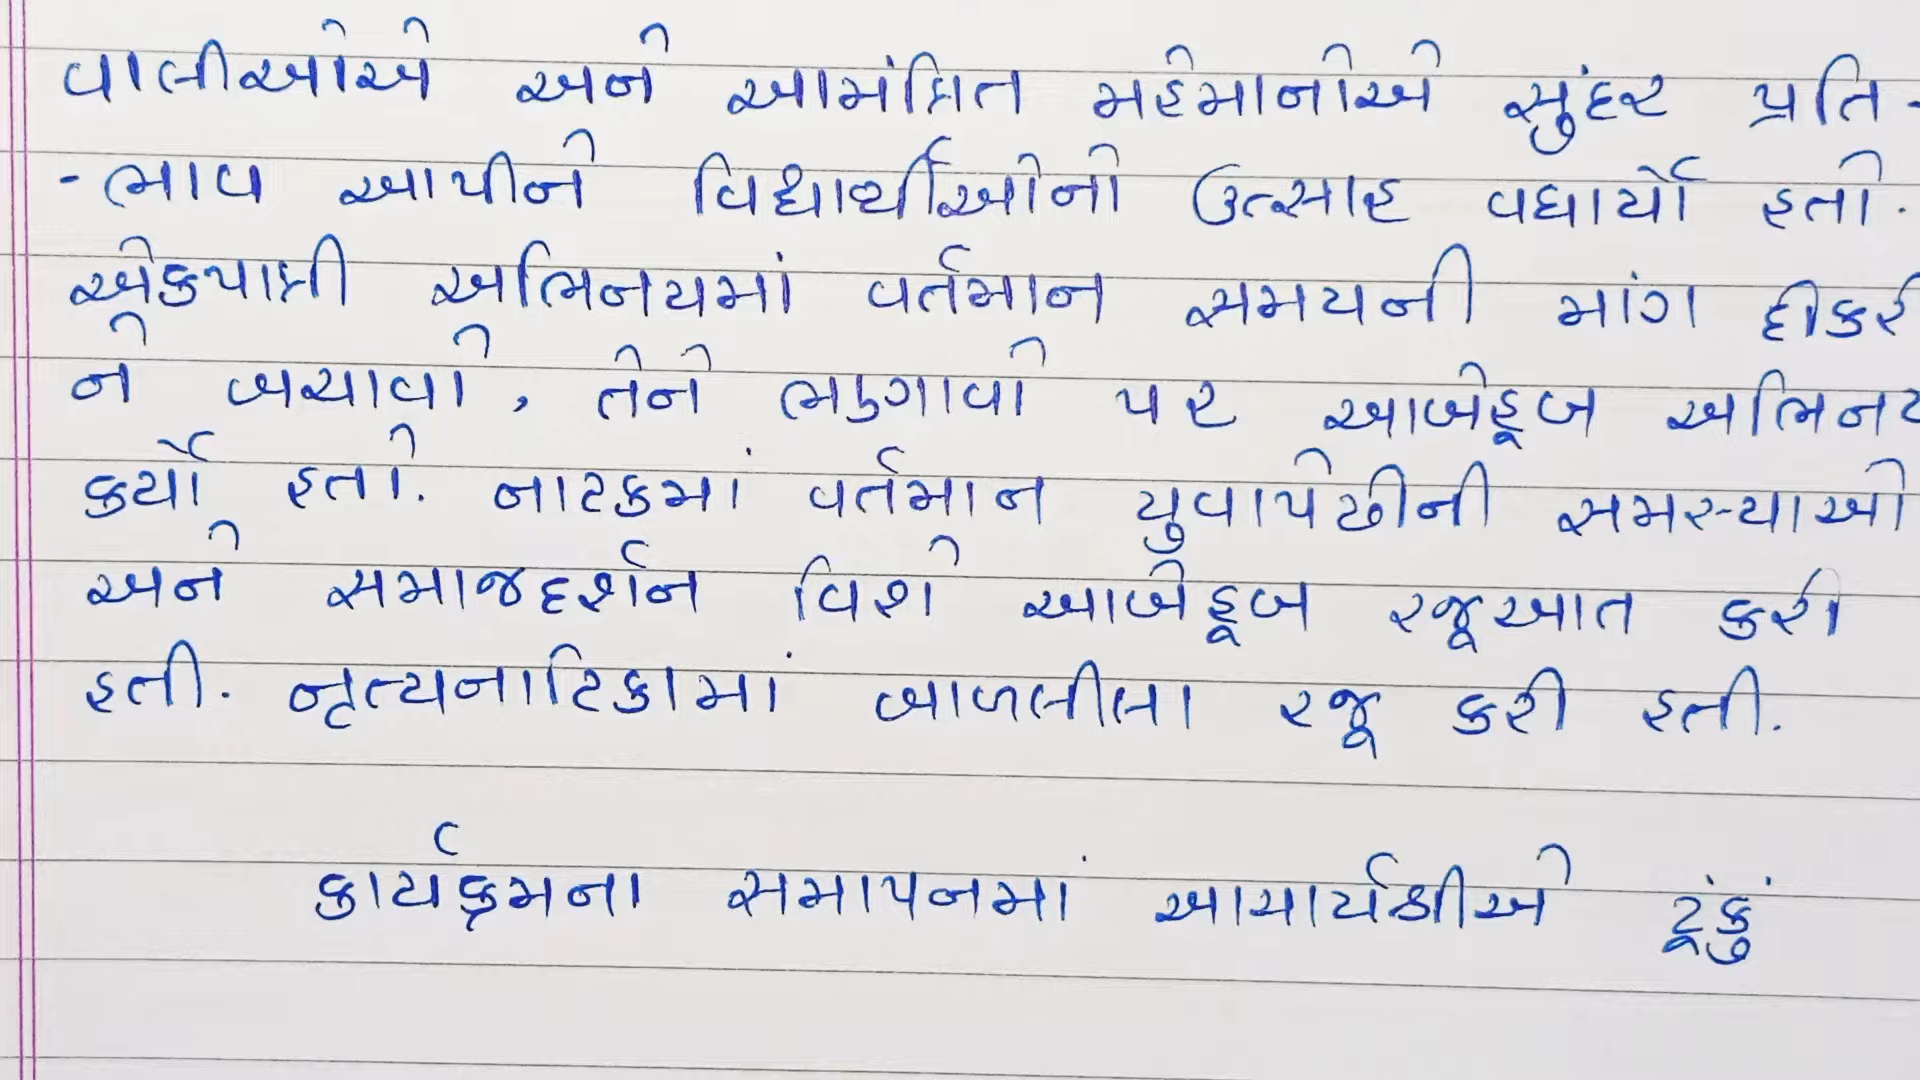 વાલીઓએ અને આમંત્રિત મહેમાનોએ સુંદર પ્રતિ-
-ભાવ આપીને વિદ્યાર્થીઓનો ઉત્સાહ વધાર્યો હતો.
એકપાત્રી અભિનયમાં વર્તમાન સમયની માંગ દીકરી
ને બચાવો, તેને ભણાવો પર આબેહૂબ અભિનય
કર્યો હતો. નાટકમાં વર્તમાન યુવાપેઢીની સમસ્યાઓ
અને સમાજદર્શન વિશે આબેહૂબ રજૂઆત કરી
હતી. નૃત્યનાટિકામાં બાળલીલા રજૂ કરી હતી.
કાર્યક્રમના સમાપનમાં આચાર્યશ્રીએ ટૂંકું